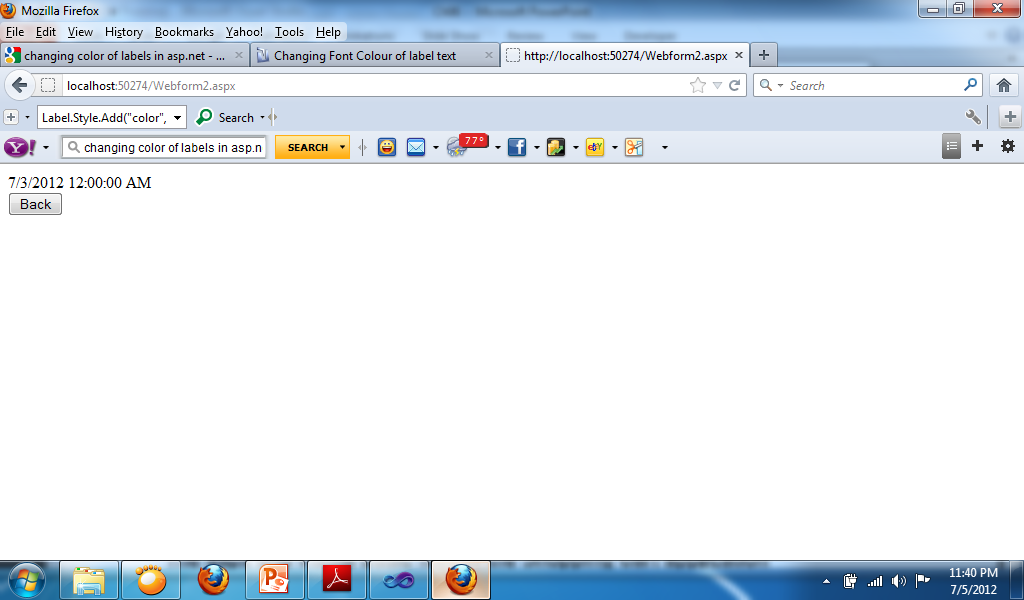 Mozilla Firefox
File Edit View History Bookmarks Yahoo! Tools Help
changing color of labels in asp.net - ... Changing Font Colour of label text http://localhost:50274/Webform2.aspx
localhost:50274/Webform2.aspx Search
Label.Style.Add("color", Search
Y! changing color of labels in asp.n SEARCH 77° f
7/3/2012 12:00:00 AM
Back
11:40 PM
7/5/2012